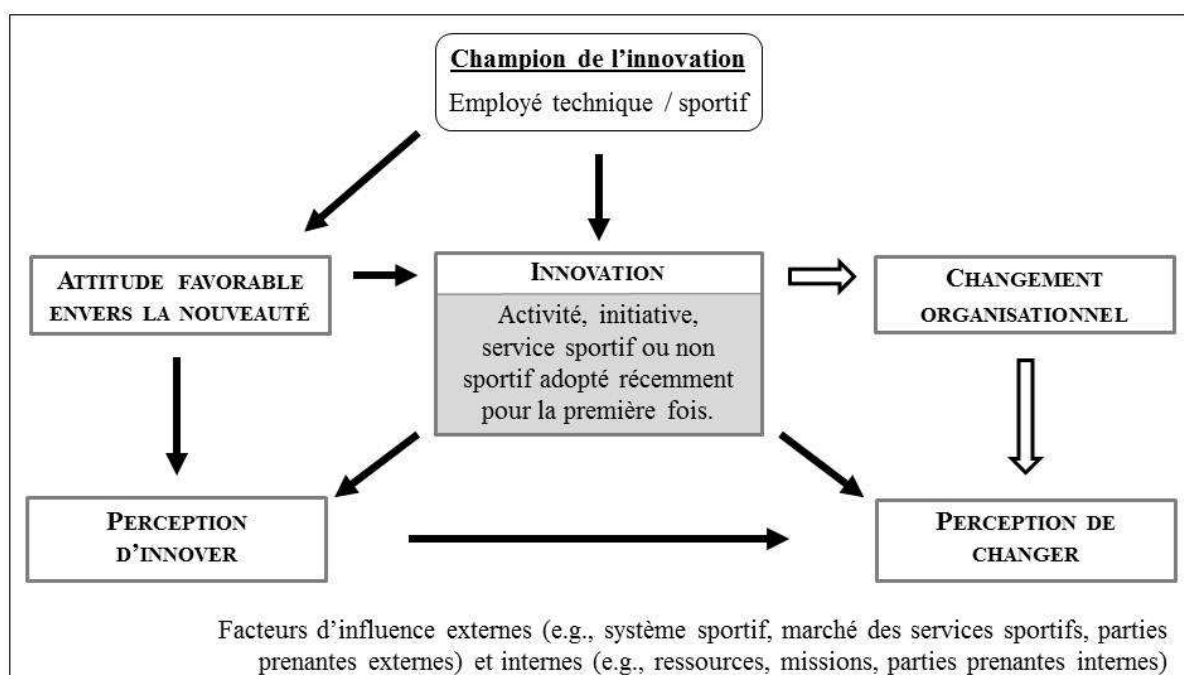 Champion de l’innovation
Employé technique / sportif
ATTITUDE FAVORABLE
ENVERS LA NOUVEAUTÉ
INNOVATION
Activité, initiative,
service sportif ou non
sportif adopté récemment
pour la première fois.
CHANGEMENT
ORGANISATIONNEL
PERCEPTION
D’INNOVER
PERCEPTION DE
CHANGER
Facteurs d’influence externes (e.g., système sportif, marché des services sportifs, parties
prenantes externes) et internes (e.g., ressources, missions, parties prenantes internes)